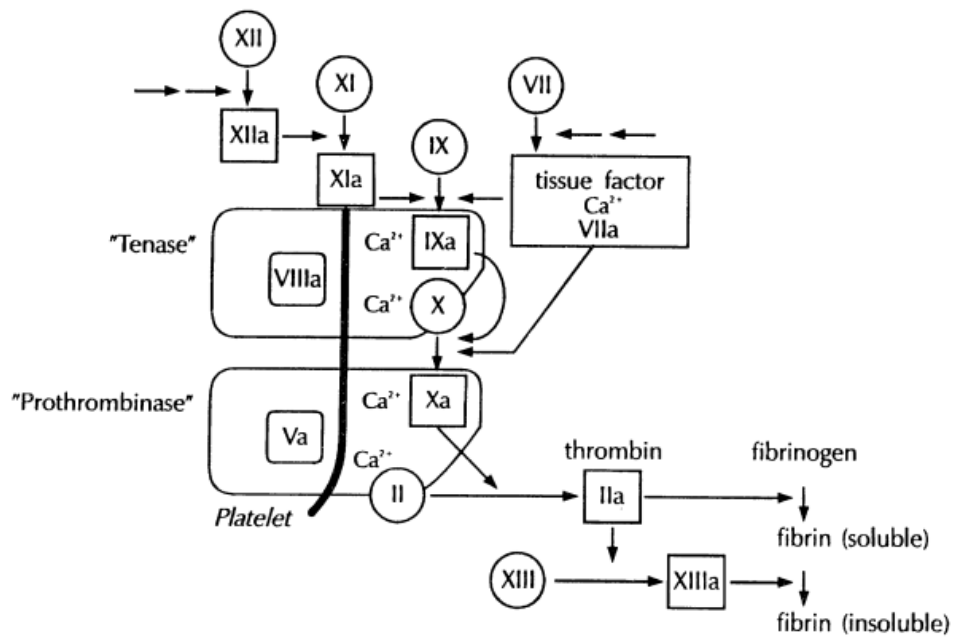 XII
XI
VII
XIIa
IX
XIa
tissue factor
Ca²⁺
VIIa
"Tenase"
Ca²⁺
IXa
VIIIa
Ca²⁺
X
"Prothrombinase"
Ca²⁺
Xa
Va
Ca²⁺
thrombin
fibrinogen
II
IIa
Platelet
fibrin (soluble)
XIII
XIIIa
fibrin (insoluble)